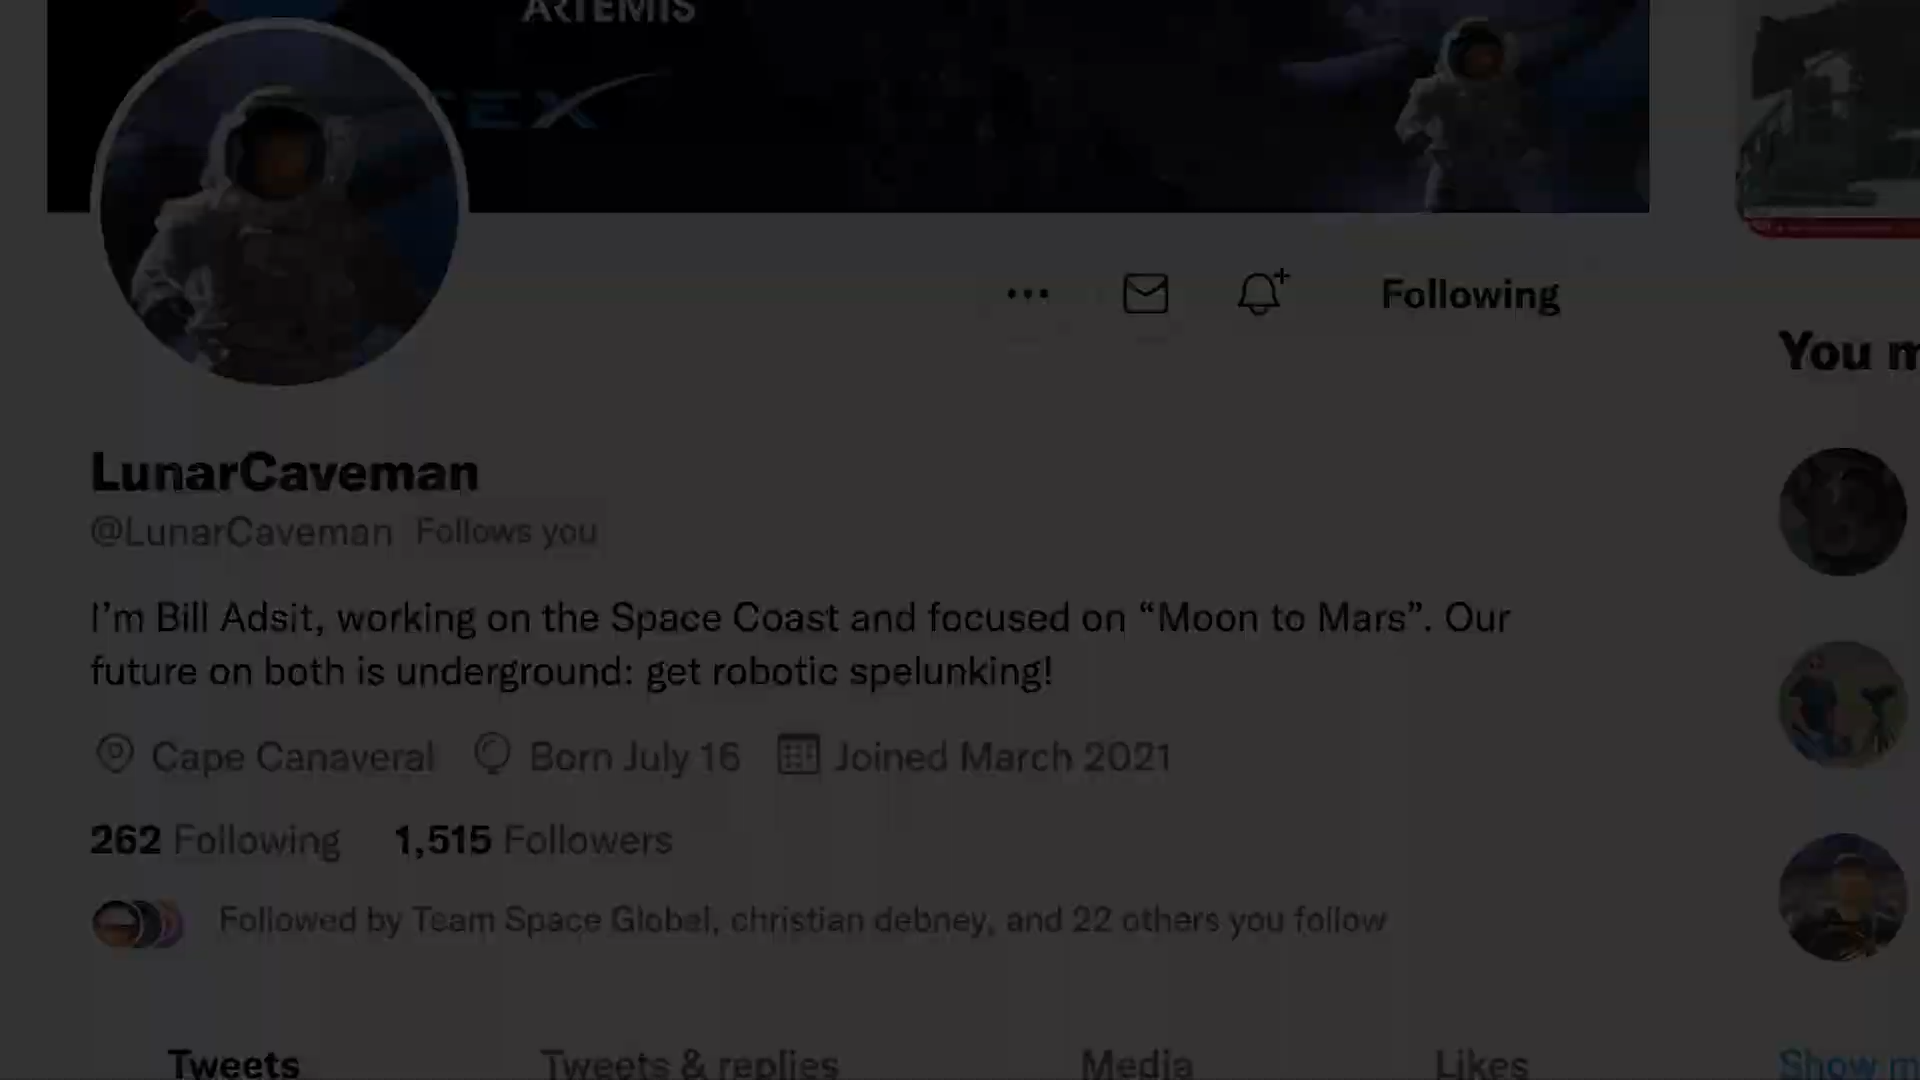 ARTEMIS
EX
Following
You m
LunarCaveman
@LunarCaveman Follows you
I’m Bill Adsit, working on the Space Coast and focused on “Moon to Mars”. Our
future on both is underground: get robotic spelunking!
Cape Canaveral Born July 16 Joined March 2021
262 Following 1,515 Followers
Followed by Team Space Global, christian debney, and 22 others you follow
Tweets Tweets & replies Media Likes
Show m